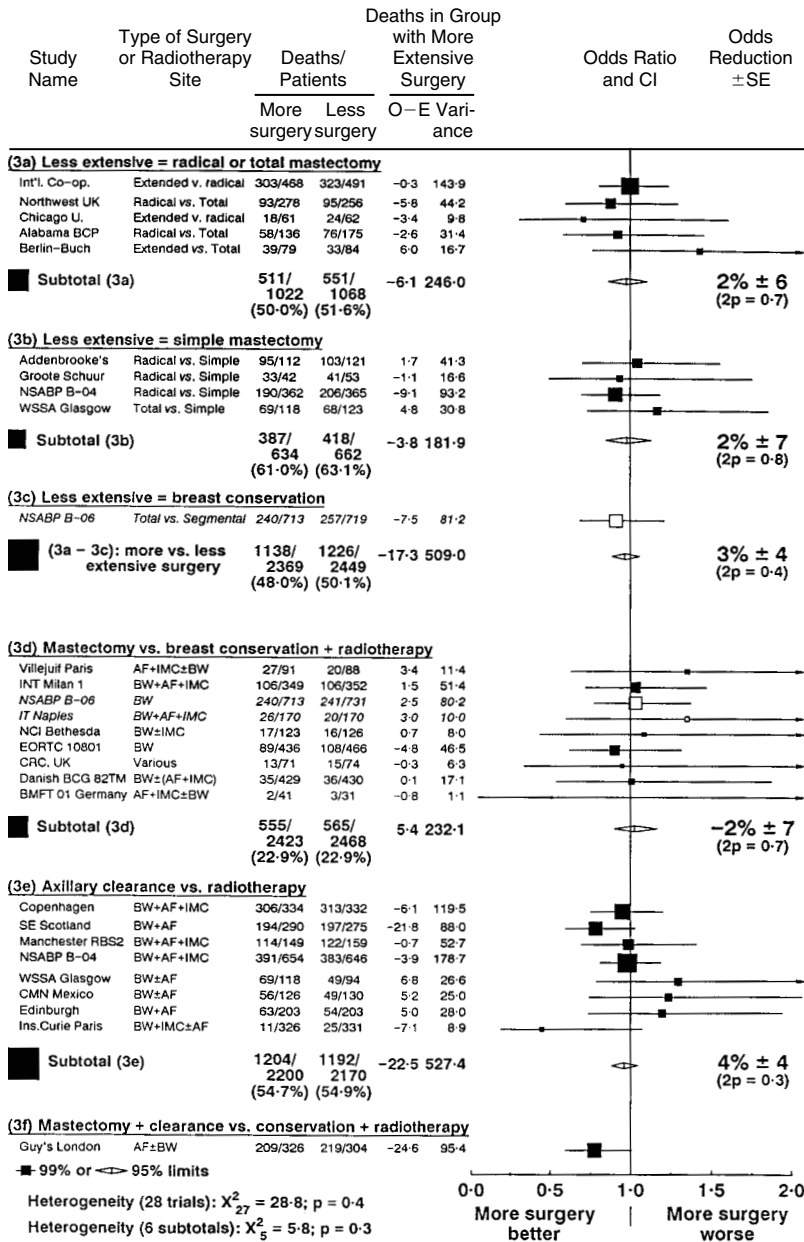 Study Name
Type of Surgery or Radiotherapy Site
Deaths/ Patients
Deaths in Group with More Extensive Surgery
Odds Ratio and CI
Odds Reduction ±SE
More surgery
Less surgery
O−E
Vari- ance
(3a) Less extensive = radical or total mastectomy
Int'l. Co-op. Extended v. radical 303/468 323/491 −0·3 143·9
Northwest UK Radical vs. Total 93/278 95/256 −5·8 44·2
Chicago U. Extended v. radical 18/61 24/62 −3·4 9·8
Alabama BCP Radical vs. Total 58/136 76/175 −2·6 31·4
Berlin−Buch Extended vs. Total 39/79 33/84 6·0 16·7
Subtotal (3a) 511/ 551/ −6·1 246·0 2% ± 6
1022 1068 (2p = 0·7)
(50·0%) (51·6%)
(3b) Less extensive = simple mastectomy
Addenbrooke's Radical vs. Simple 95/112 103/121 1·7 41·3
Groote Schuur Radical vs. Simple 33/42 41/53 −1·1 16·6
NSABP B−04 Radical vs. Simple 190/362 206/365 −9·1 93·2
WSSA Glasgow Total vs. Simple 69/118 68/123 4·8 30·8
Subtotal (3b) 387/ 418/ −3·8 181·9 2% ± 7
634 662 (2p = 0·8)
(61·0%) (63·1%)
(3c) Less extensive = breast conservation
NSABP B−06 Total vs. Segmental 240/713 257/719 −7·5 81·2
(3a – 3c): more vs. less 1138/ 1226/ −17·3 509·0 3% ± 4
extensive surgery 2369 2449 (2p = 0·4)
(48·0%) (50·1%)
(3d) Mastectomy vs. breast conservation + radiotherapy
Villejuif Paris AF+IMC±BW 27/91 20/88 3·4 11·4
INT Milan 1 BW+AF+IMC 106/349 106/352 1·5 51·4
NSABP B−06 BW 240/713 241/731 2·5 80·2
IT Naples BW+AF+IMC 26/170 20/170 3·0 10·0
NCI Bethesda BW±IMC 17/123 16/126 0·7 8·0
EORTC 10801 BW 89/436 108/466 −4·8 46·5
CRC, UK Various 13/71 15/74 −0·3 6·3
Danish BCG 82TM BW±(AF+IMC) 35/429 36/430 0·1 17·1
BMFT 01 Germany AF+IMC±BW 2/41 3/31 −0·8 1·1
Subtotal (3d) 555/ 565/ 5·4 232·1 −2% ± 7
2423 2468 (2p = 0·7)
(22·9%) (22·9%)
(3e) Axillary clearance vs. radiotherapy
Copenhagen BW+AF+IMC 306/334 313/332 −6·1 119·5
SE Scotland BW+AF 194/290 197/275 −21·8 88·0
Manchester RBS2 BW+AF+IMC 114/149 122/159 −0·7 52·7
NSABP B−04 BW+AF+IMC 391/654 383/646 −3·9 178·7
WSSA Glasgow BW±AF 69/118 49/94 6·8 26·6
CMN Mexico BW±AF 56/126 49/130 5·2 25·0
Edinburgh BW+AF 63/203 54/203 5·0 28·0
Ins.Curie Paris BW+IMC±AF 11/326 25/331 −7·1 8·9
Subtotal (3e) 1204/ 1192/ −22·5 527·4 4% ± 4
2200 2170 (2p = 0·3)
(54·7%) (54·9%)
(3f) Mastectomy + clearance vs. conservation + radiotherapy
Guy's London AF±BW 209/326 219/304 −24·6 95·4
99% or 95% limits
0·0 0·5 1·0 1·5 2·0
Heterogeneity (28 trials): X²₂₇ = 28·8; p = 0·4
Heterogeneity (6 subtotals): X²₅ = 5·8; p = 0·3
More surgery better
More surgery worse